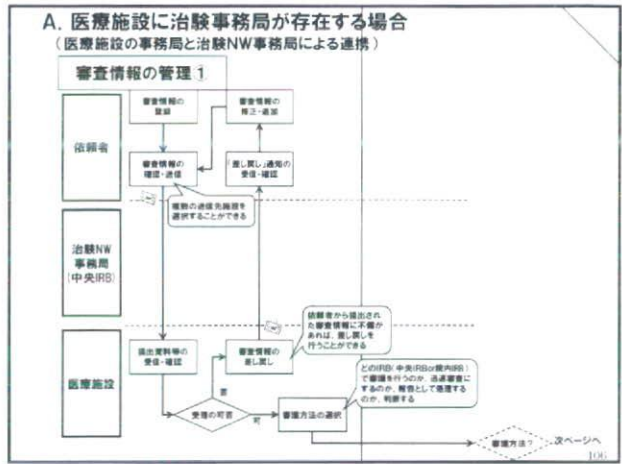 A. 医療施設に治験事務局が存在する場合
(医療施設の事務局と治験NW事務局による連携)
審査情報の管理①
依頼者
審査情報の
登録
審査情報の
修正・追加
審査情報の
確認・送信
「差し戻し」通知の
受信・確認
複数の送信先施設を
選択することができる
治験NW
事務局
(中央IRB)
依頼者から提出され
た審査情報に不備が
あれば、差し戻しを
行うことができる
医療施設
提出資料等の
受信・確認
審査情報の
差し戻し
どのIRB(中央IRBor院内IRB)
で審議を行うのか、迅速審査に
するのか、報告として処理する
のか、判断する
否
受理の可否
可
審議方法の選択
審議方法?
次ページへ
106